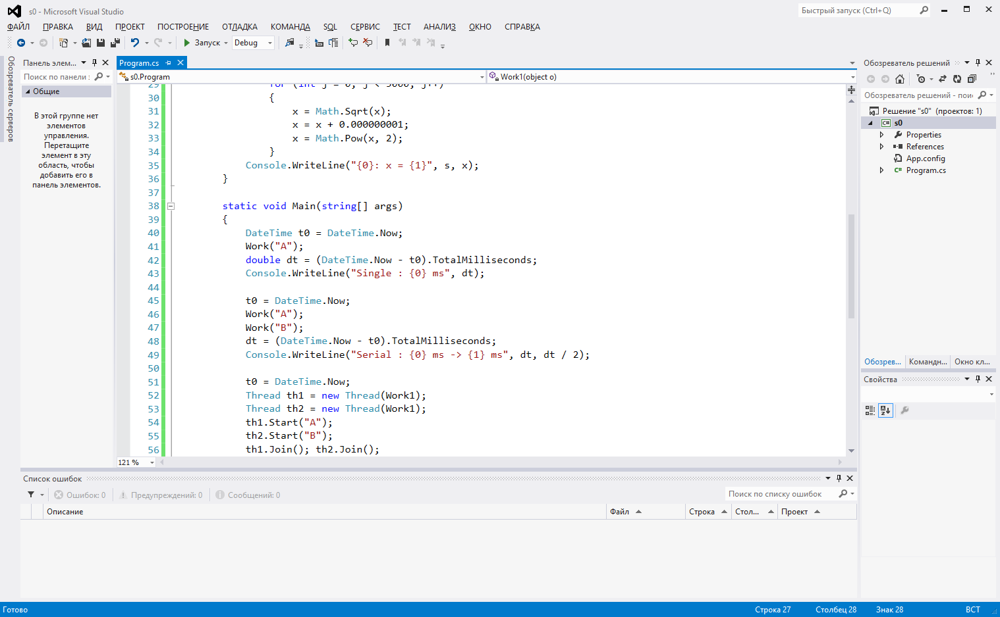 s0 - Microsoft Visual Studio
Быстрый запуск (Ctrl+Q)
ФАЙЛ ПРАВКА ВИД ПРОЕКТ ПОСТРОЕНИЕ ОТЛАДКА КОМАНДА SQL СЕРВИС ТЕСТ АНАЛИЗ ОКНО СПРАВКА
Запуск Debug
Обозреватель серверов
Панель элем...
Поиск по панели :
Общие
В этой группе нет
элементов
управления.
Перетащите
элемент в эту
область, чтобы
добавить его в
панель элементов.
Program.cs
s0.Program
Work1(object o)
29 for (int j = 0; j < 5000; j++)
30 {
31 x = Math.Sqrt(x);
32 x = x + 0.000000001;
33 x = Math.Pow(x, 2);
34 }
35 Console.WriteLine("{0}: x = {1}", s, x);
36 }
37
38 static void Main(string[] args)
39 {
40 DateTime t0 = DateTime.Now;
41 Work("A");
42 double dt = (DateTime.Now - t0).TotalMilliseconds;
43 Console.WriteLine("Single : {0} ms", dt);
44
45 t0 = DateTime.Now;
46 Work("A");
47 Work("B");
48 dt = (DateTime.Now - t0).TotalMilliseconds;
49 Console.WriteLine("Serial : {0} ms -> {1} ms", dt, dt / 2);
50
51 t0 = DateTime.Now;
52 Thread th1 = new Thread(Work1);
53 Thread th2 = new Thread(Work1);
54 th1.Start("A");
55 th2.Start("B");
56 th1.Join(); th2.Join();
121 %
Обозреватель решений
Обозреватель решений - пои
Решение "s0" (проектов: 1)
C# s0
Properties
References
App.config
C# Program.cs
Обозрев... Командн... Окно кл...
Свойства
Список ошибок
Ошибок: 0 Предупреждений: 0 Сообщений: 0
Поиск по списку ошибок
Описание Файл Строка Стол... Проект
Готово Строка 27 Столбец 28 Знак 28 ВСТ